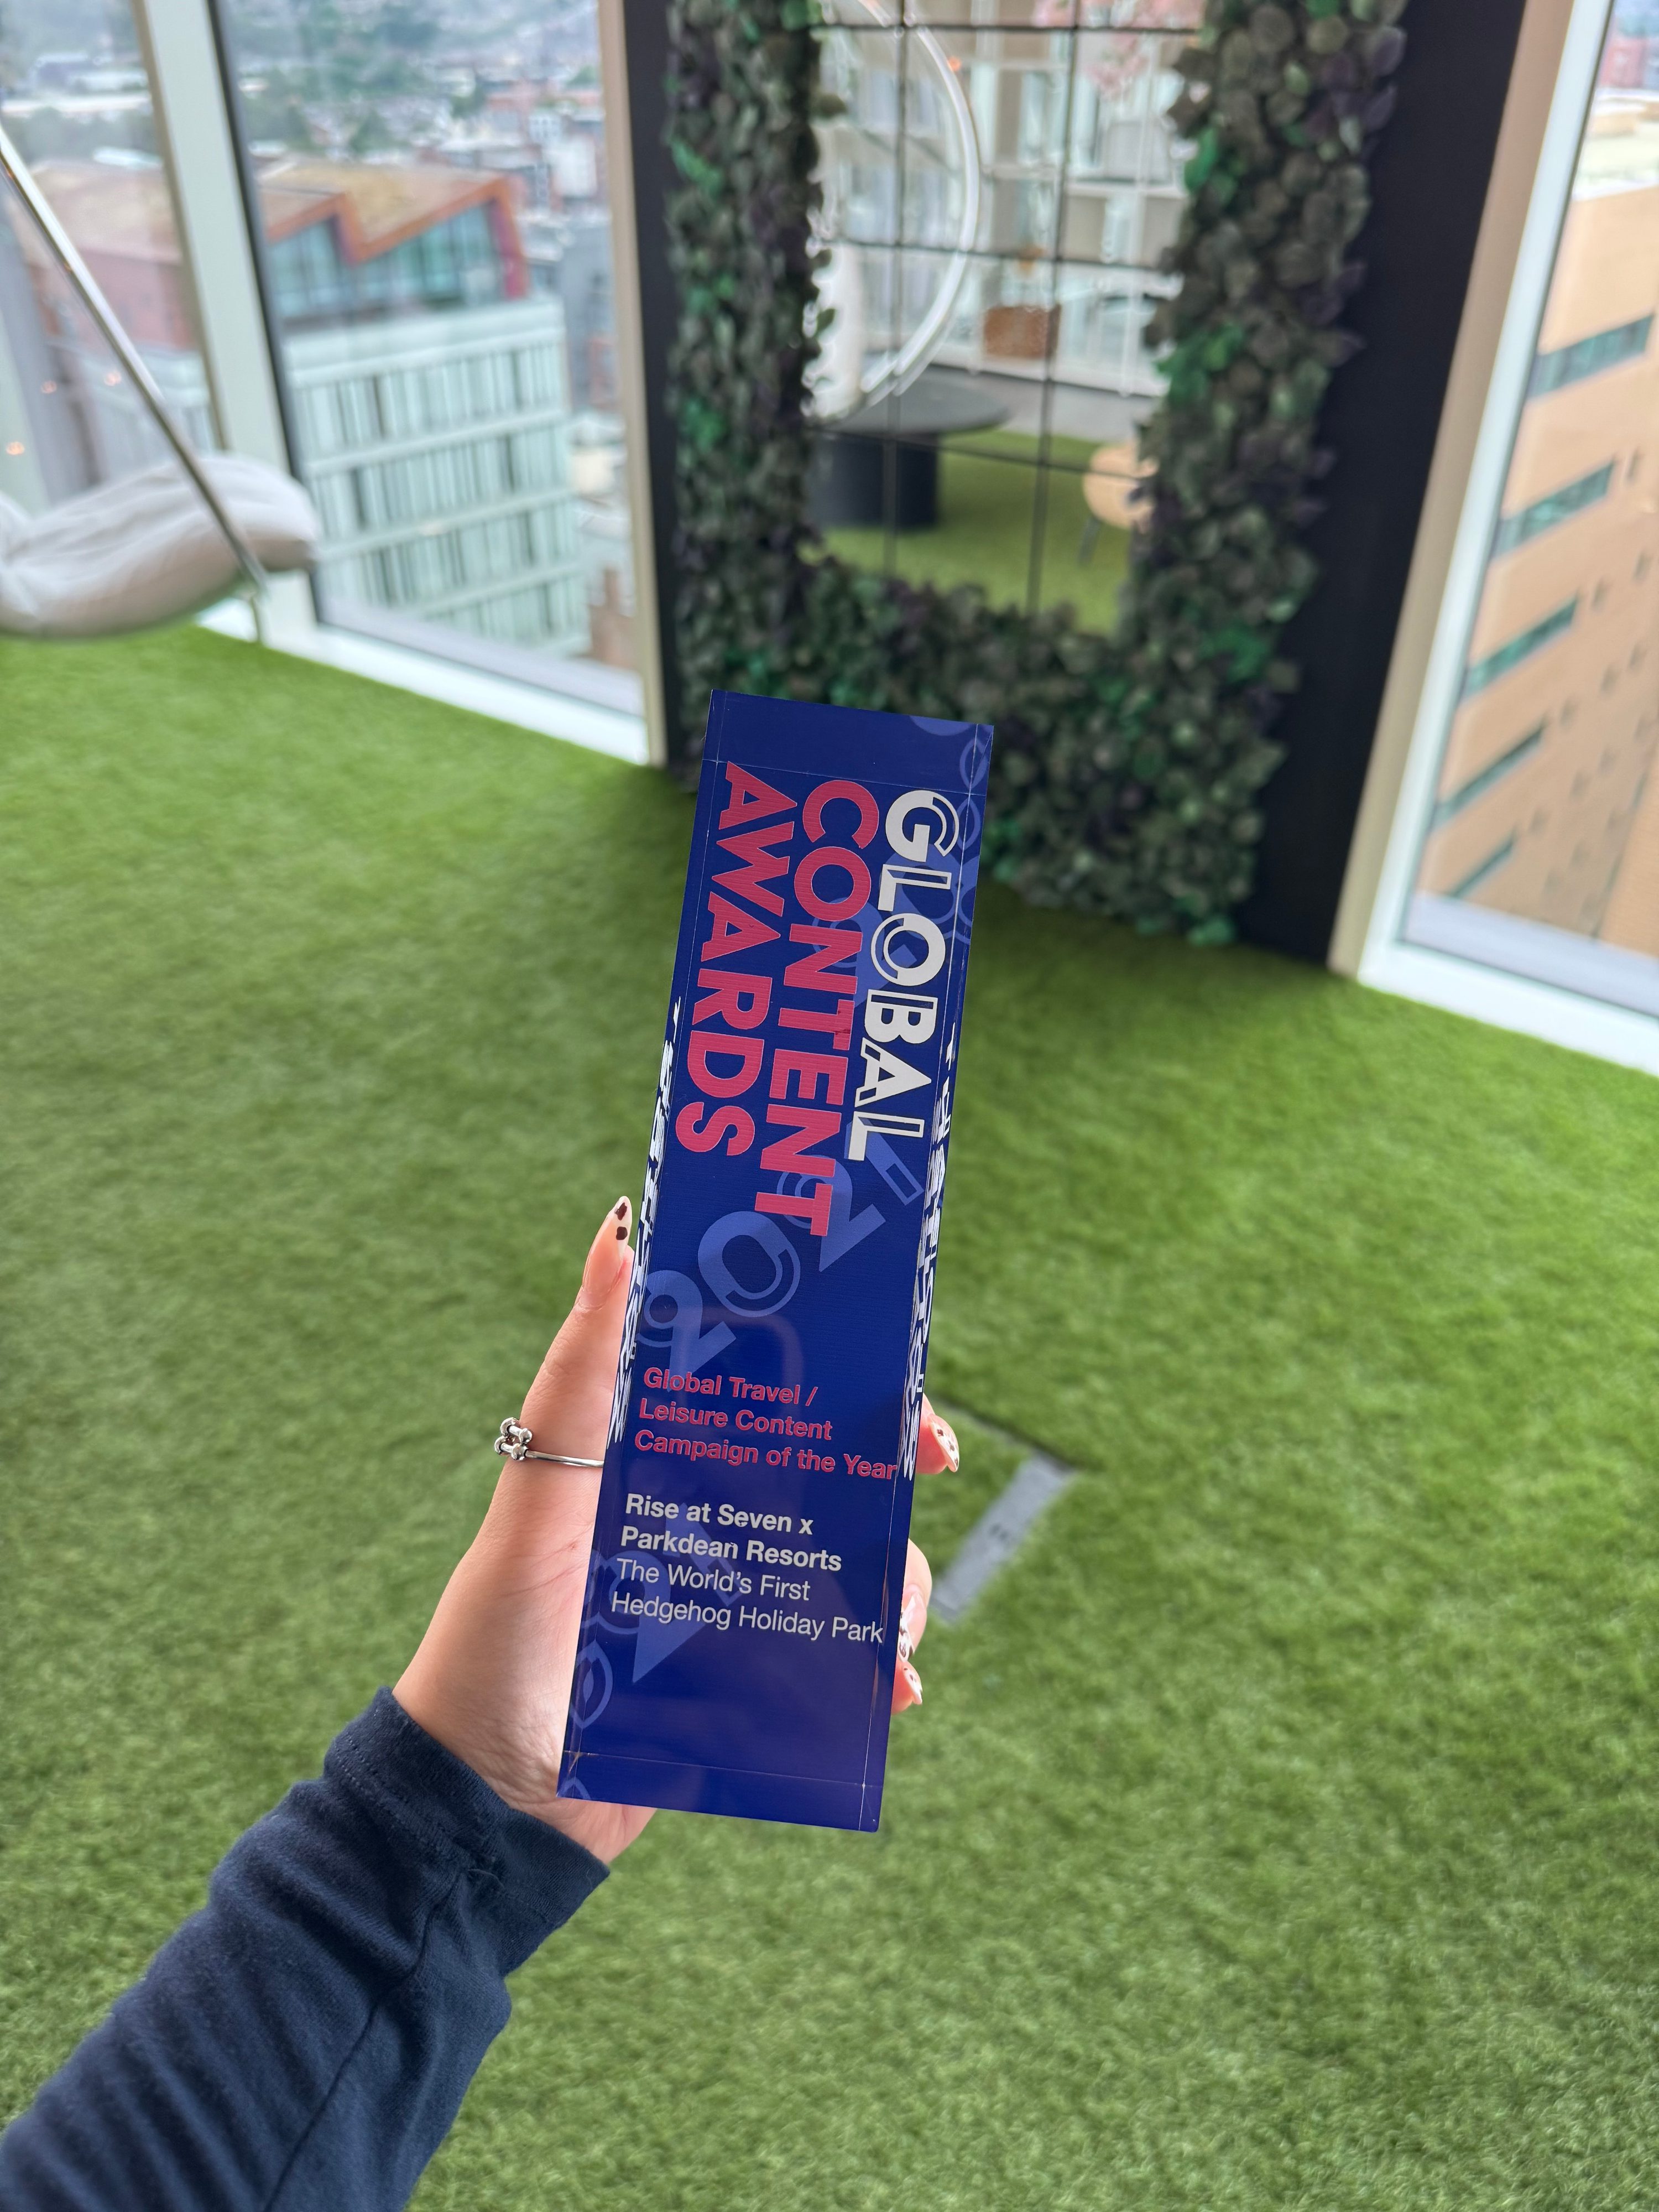 GLOBAL
CONTENT
AWARDS
Global Travel /
Leisure Content
Campaign of the Year
Rise at Seven x
Parkdean Resorts
The World's First
Hedgehog Holiday Park